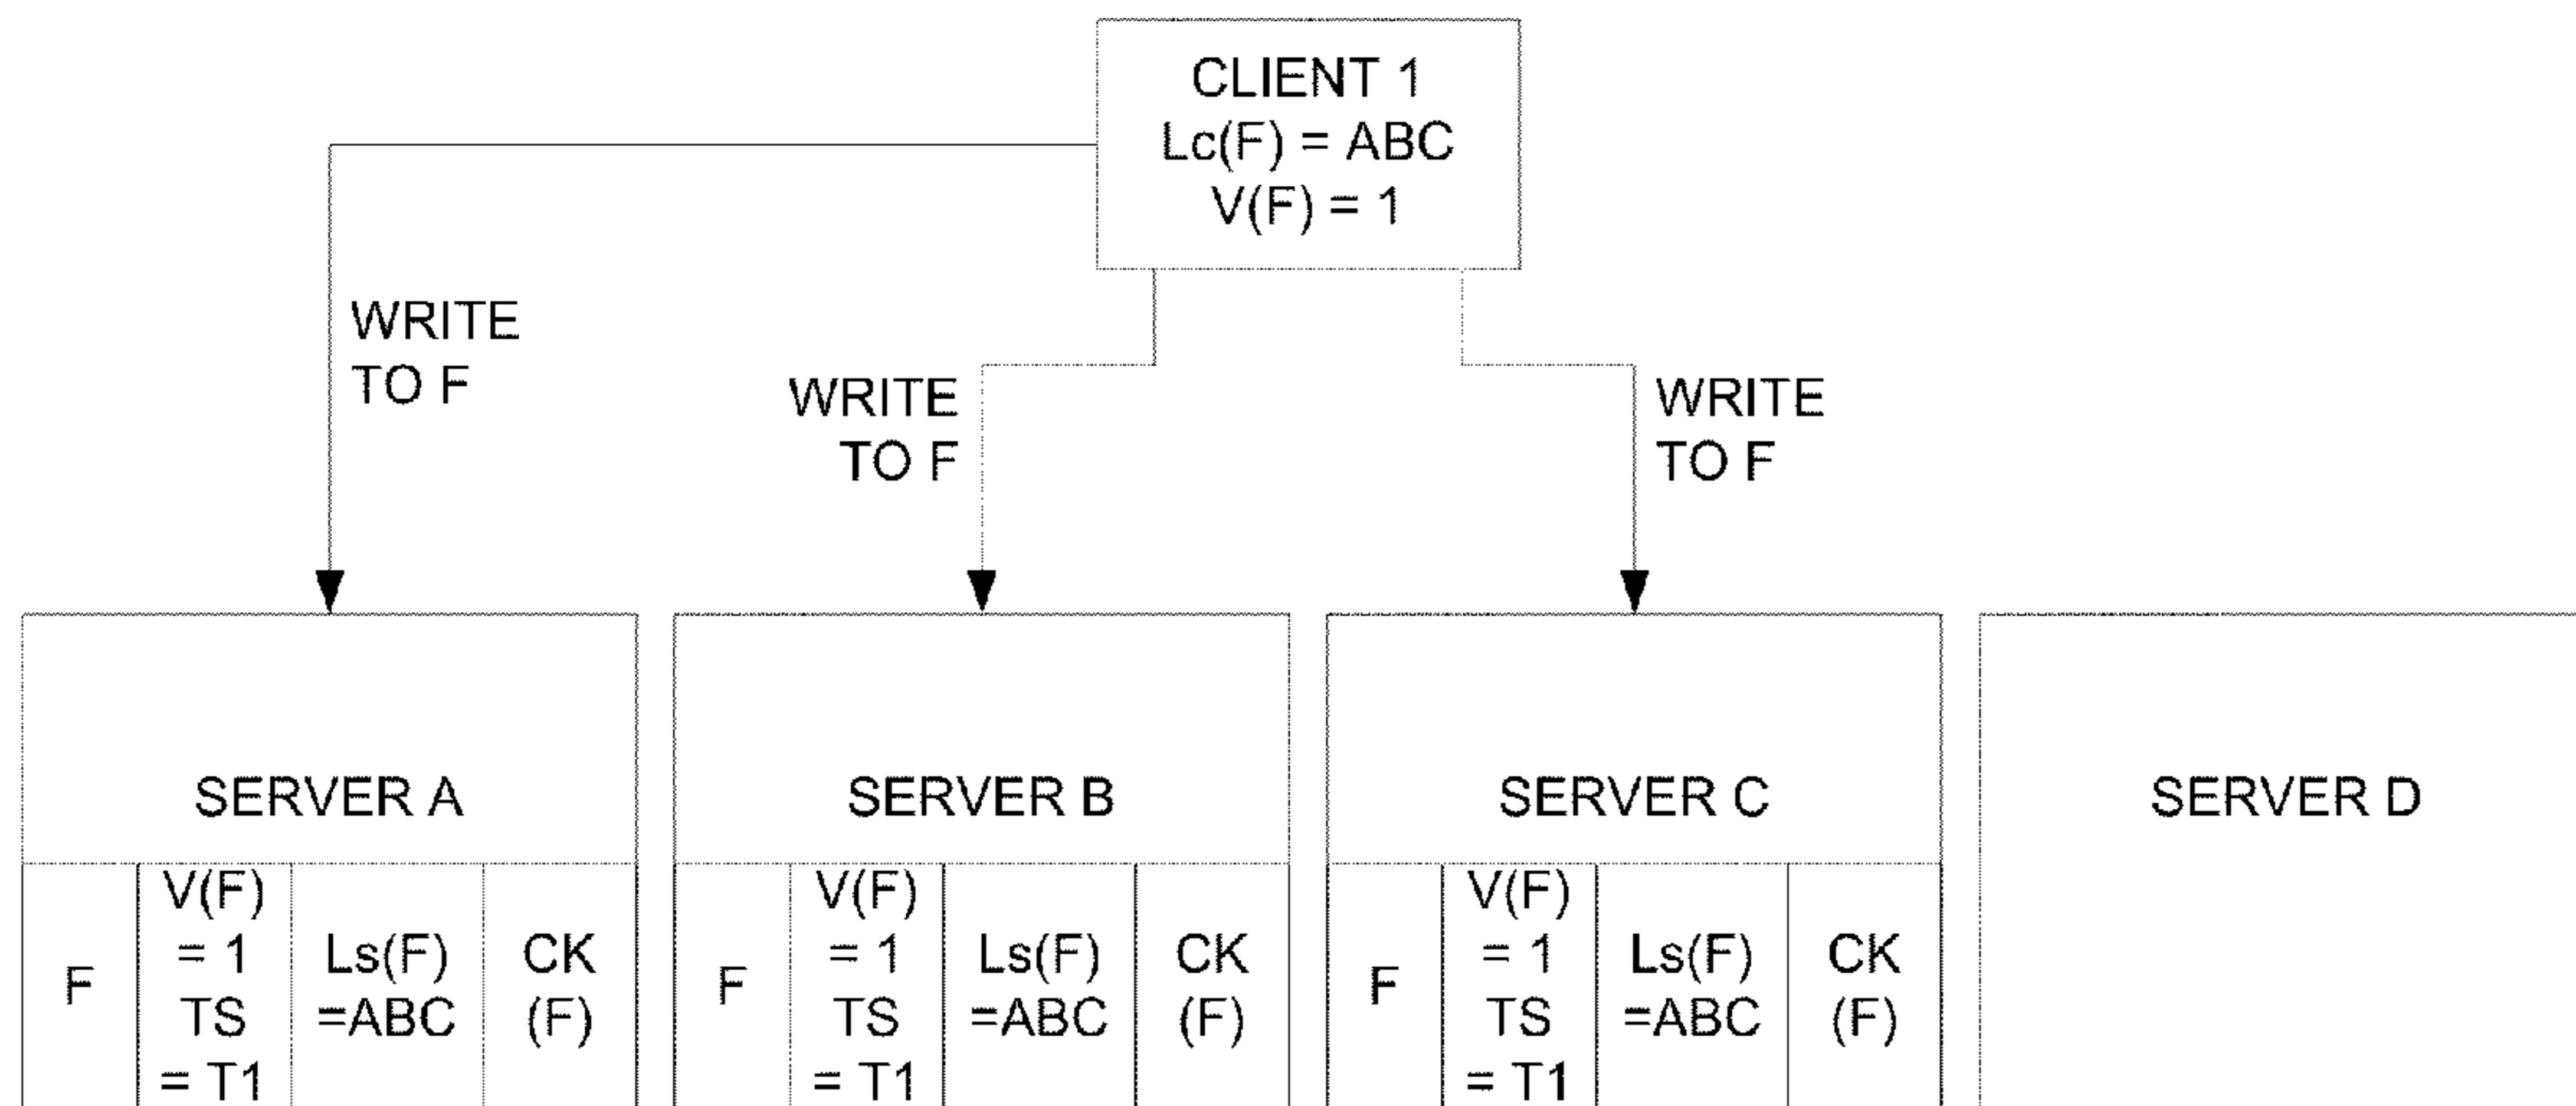 CLIENT 1
Lc(F) = ABC
V(F) = 1
WRITE
TO F
WRITE
TO F
WRITE
TO F
SERVER A
SERVER B
SERVER C
SERVER D
F
V(F)
= 1
TS
= T1
Ls(F)
=ABC
CK
(F)
F
V(F)
= 1
TS
= T1
Ls(F)
=ABC
CK
(F)
F
V(F)
= 1
TS
= T1
Ls(F)
=ABC
CK
(F)